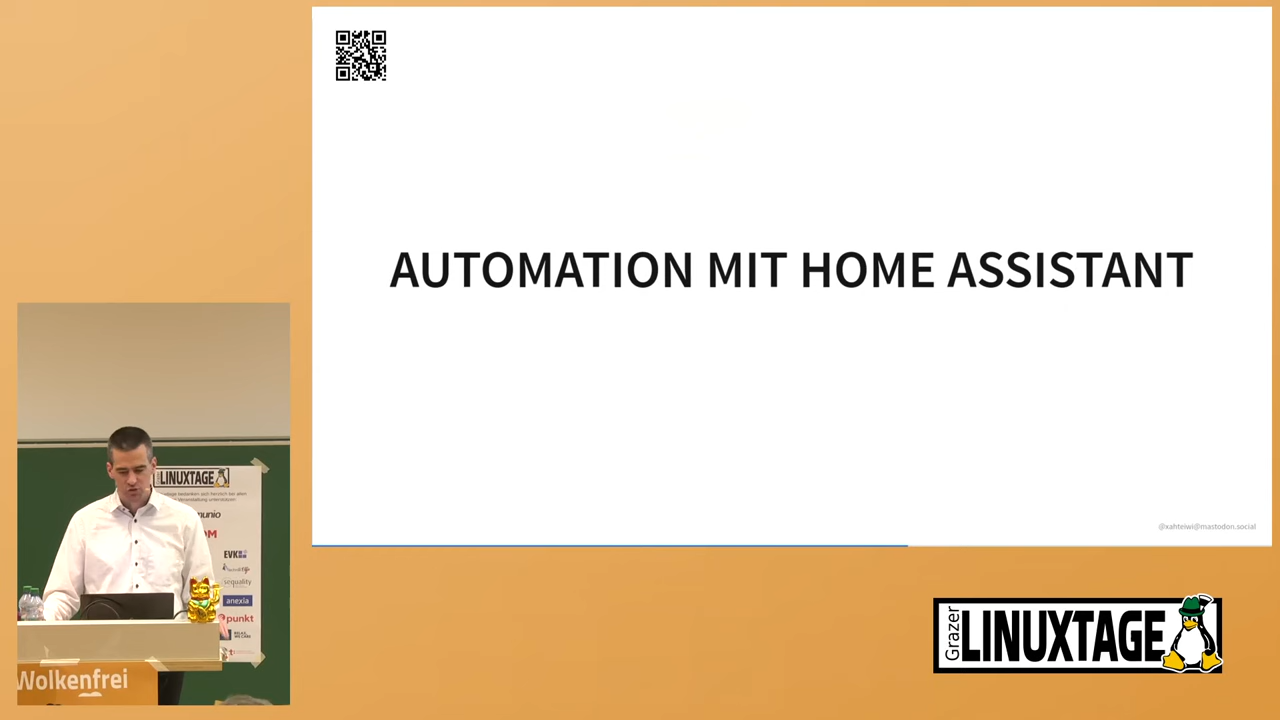 AUTOMATION MIT HOME ASSISTANT
@xahteiwi@mastodon.social
LINUXTAGE
EVK
sequality
anexia
punkt
Wolkenfrei
Grazer
LINUXTAGE